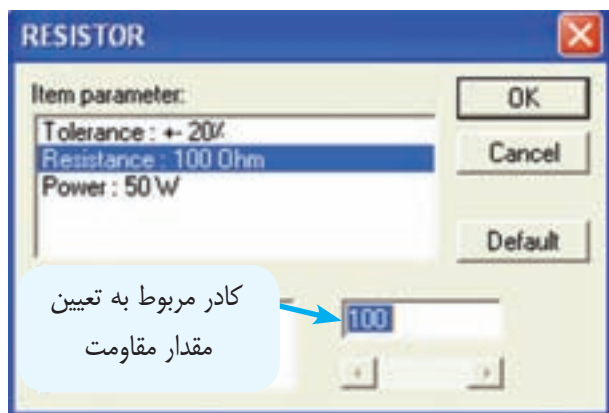 RESISTOR
Item parameter:
Tolerance : +- 20%
Resistance : 100 Ohm
Power : 50 W
OK
Cancel
Default
کادر مربوط به تعیین
مقدار مقاومت
100